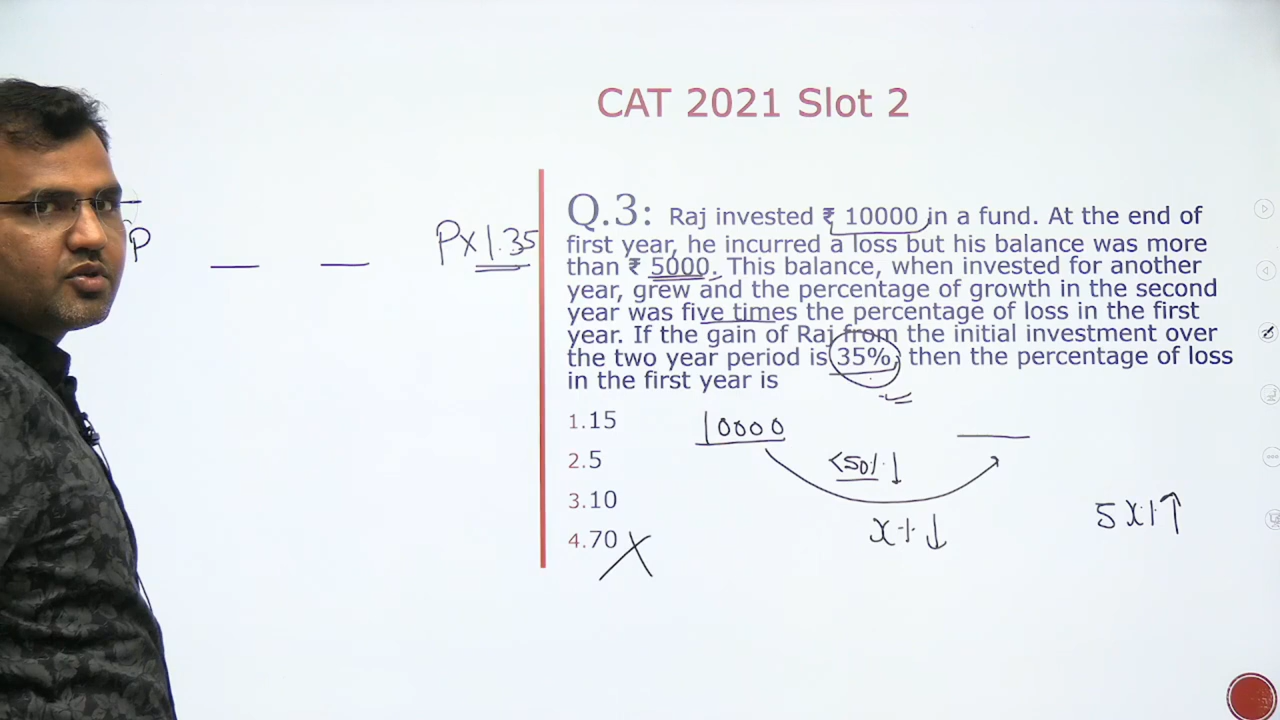 CAT 2021 Slot 2
Q.3: Raj invested ₹ 10000 in a fund. At the end of
first year, he incurred a loss but his balance was more
than ₹ 5000. This balance, when invested for another
year, grew and the percentage of growth in the second
year was five times the percentage of loss in the first
year. If the gain of Raj from the initial investment over
the two year period is 35%, then the percentage of loss
in the first year is
1.15
2.5
3.10
4.70
P
P× 1.35
10000
<50% ↓
x% ↓
5x% ↑